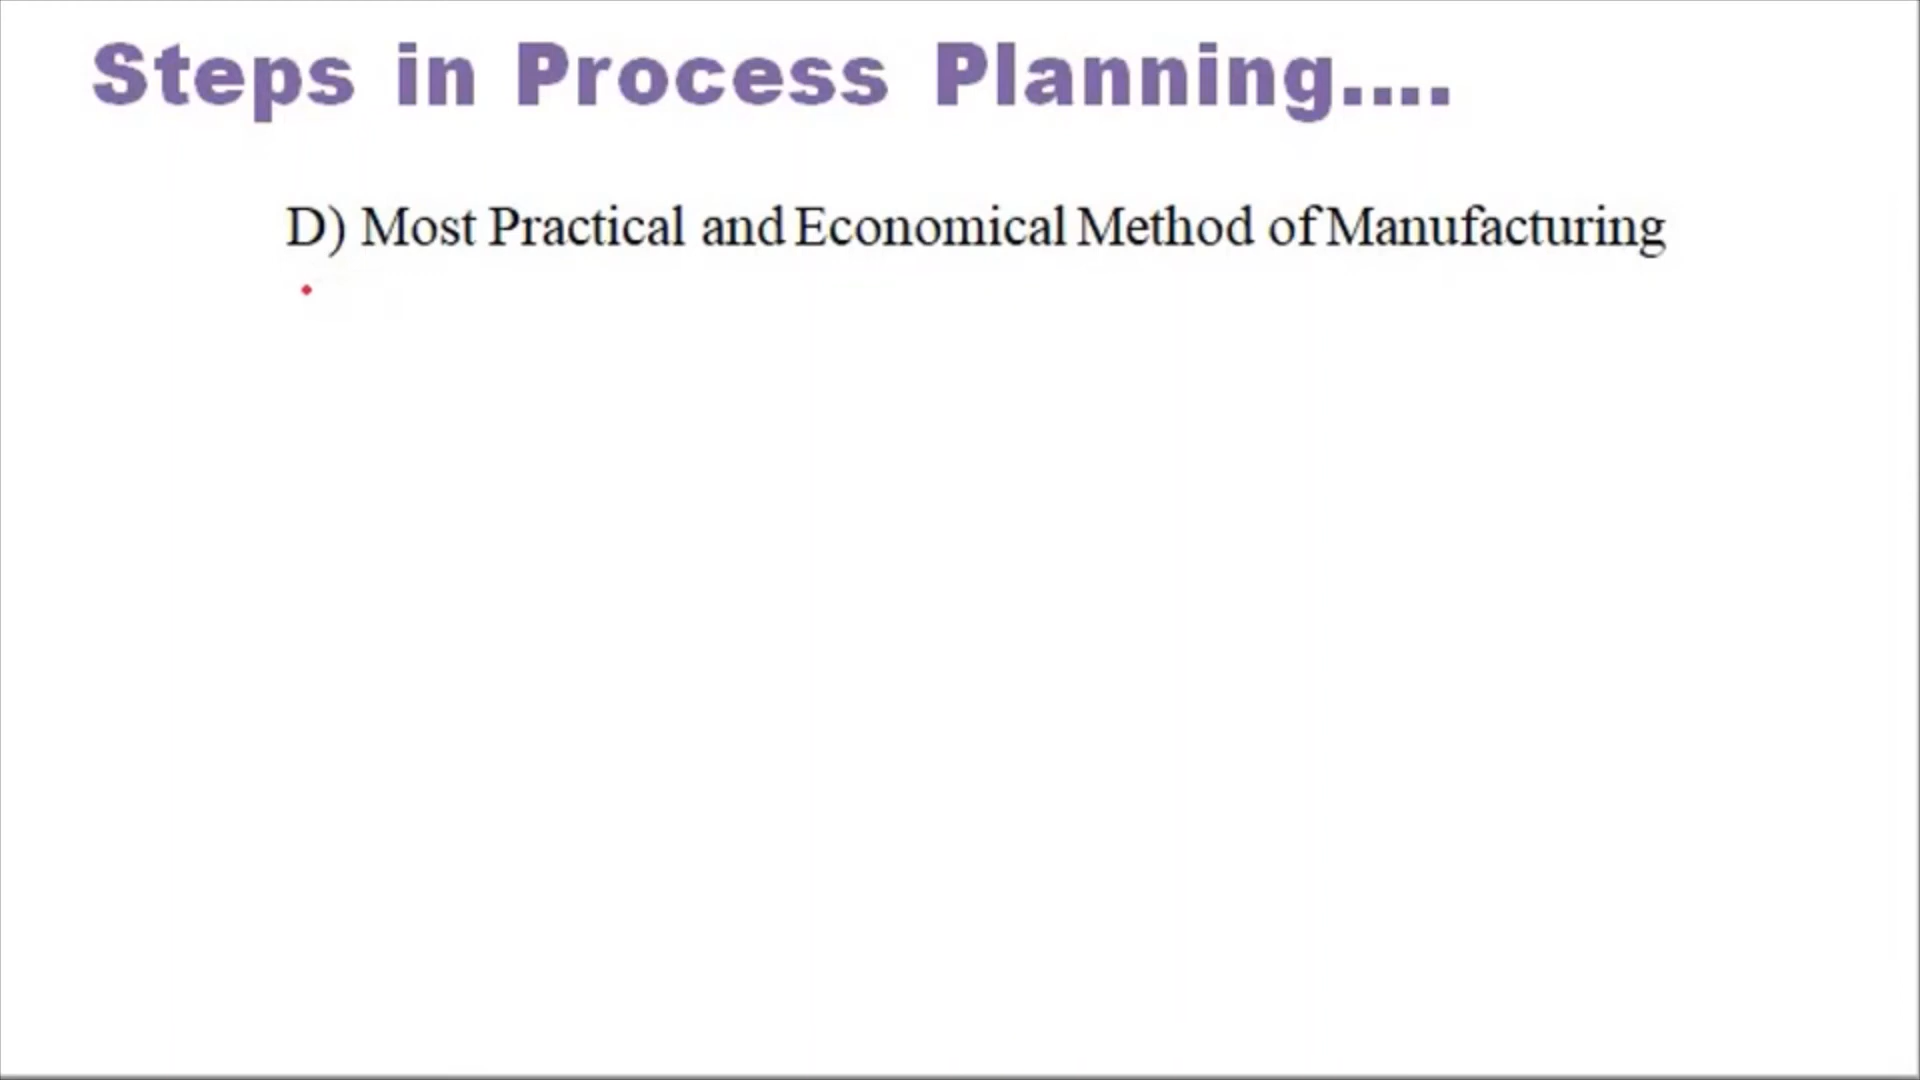 Steps in Process Planning....
D) Most Practical and Economical Method of Manufacturing